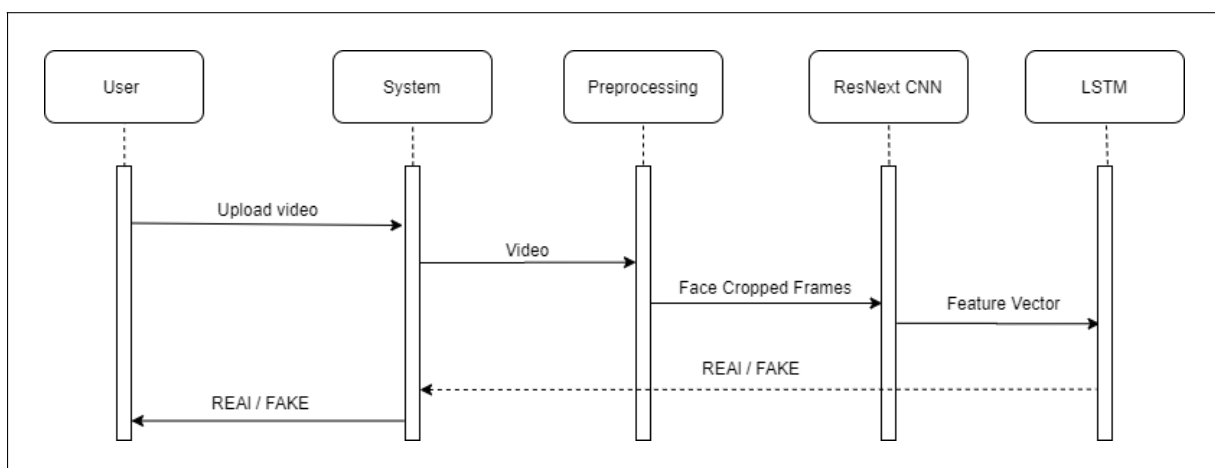 User
System
Preprocessing
ResNext CNN
LSTM
Upload video
Video
Face Cropped Frames
Feature Vector
REAl / FAKE
REAl / FAKE